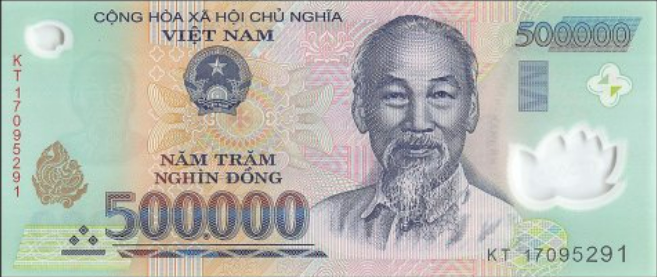 CỘNG HÒA XÃ HỘI CHỦ NGHĨA
VIỆT NAM
500000
KT 17095291
NĂM TRĂM
NGHÌN ĐỒNG
500.000
KT 17095291